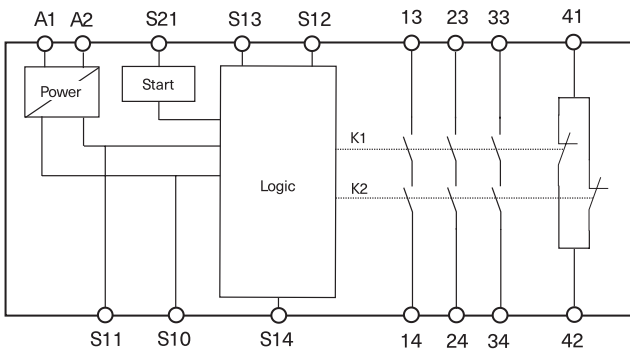 A1 A2 S21 S13 S12 13 23 33 41
Power
Start
K1
Logic
K2
S11 S10 S14 14 24 34 42